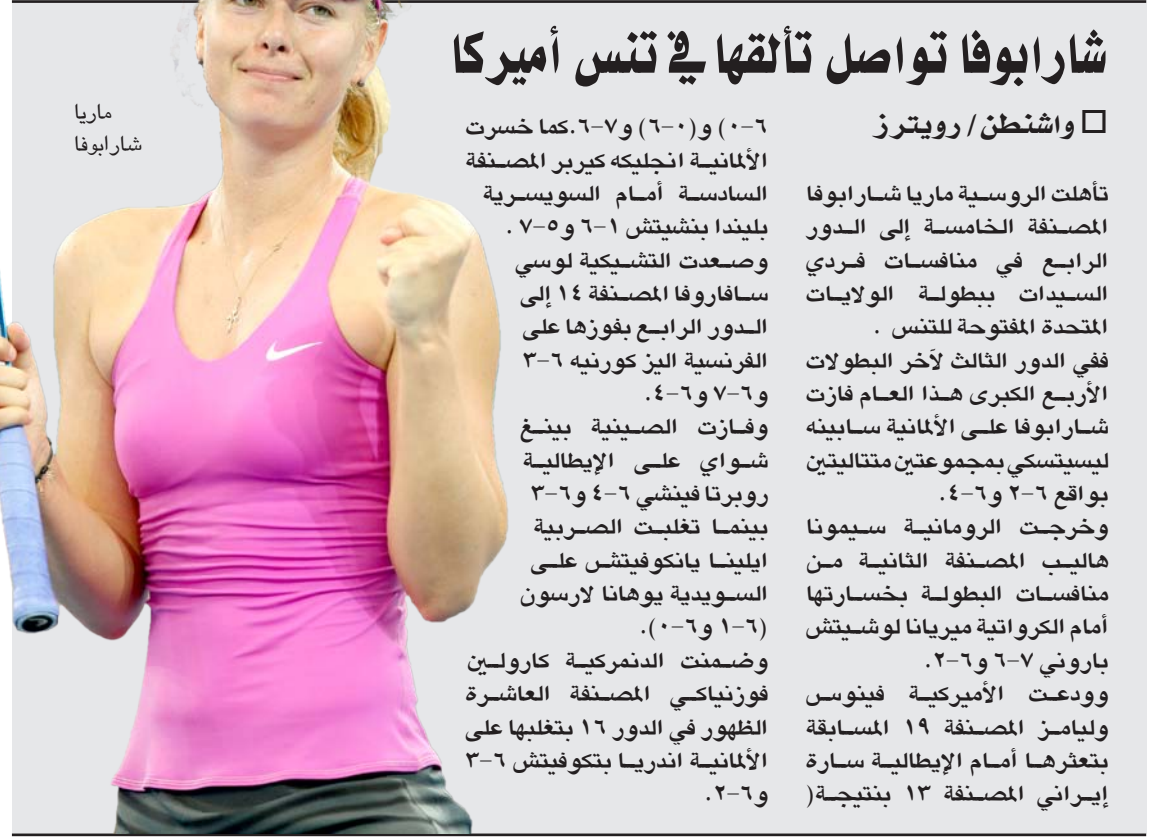 شارابوفا تواصل تألقها في تنس أميركا
□ واشنطن / رويترز
تأهلت الروسية ماريا شارابوفا
المصنفة الخامسة إلى الدور
الرابع في منافسات فردي
السيدات ببطولة الولايات
المتحدة المفتوحة للتنس .
ففي الدور الثالث لآخر البطولات
الأربع الكبرى هذا العام فازت
شارابوفا على الألمانية سابينه
ليسيتسكي بمجموعتين متتاليتين
بواقع ٦-٢ و٦-٤.
وخرجت الرومانية سيمونا
هاليب المصنفة الثانية من
منافسات البطولة بخسارتها
أمام الكرواتية ميريانا لوشيتش
باروني ٧-٦ و٦-٢.
وودعت الأميركية فينوس
وليامز المصنفة ١٩ المسابقة
بتعثرها أمام الإيطالية سارة
إيراني المصنفة ١٣ بنتيجة(
٦-٠) و(٠-٦) و٧-٦.كما خسرت
الألمانية انجليكه كيربر المصنفة
السادسة أمام السويسرية
بليندا بنشيتش ١-٦ و٥-٧ .
وصعدت التشيكية لوسي
سافاروفا المصنفة ١٤ إلى
الدور الرابع بفوزها على
الفرنسية اليز كورنيه ٦-٣
و٦-٧ و٦-٤.
وفازت الصينية بينغ
شواي على الإيطالية
روبرتا فينشي ٦-٤ و٦-٣
بينما تغلبت الصربية
ايلينا يانكوفيتش على
السويدية يوهانا لارسون
(٦-١ و٦-٠).
وضمنت الدنمركية كارولين
فوزنياكي المصنفة العاشرة
الظهور في الدور ١٦ بتغلبها على
الألمانية اندريا بتكوفيتش ٦-٣
و٦-٢.
ماريا
شارابوفا